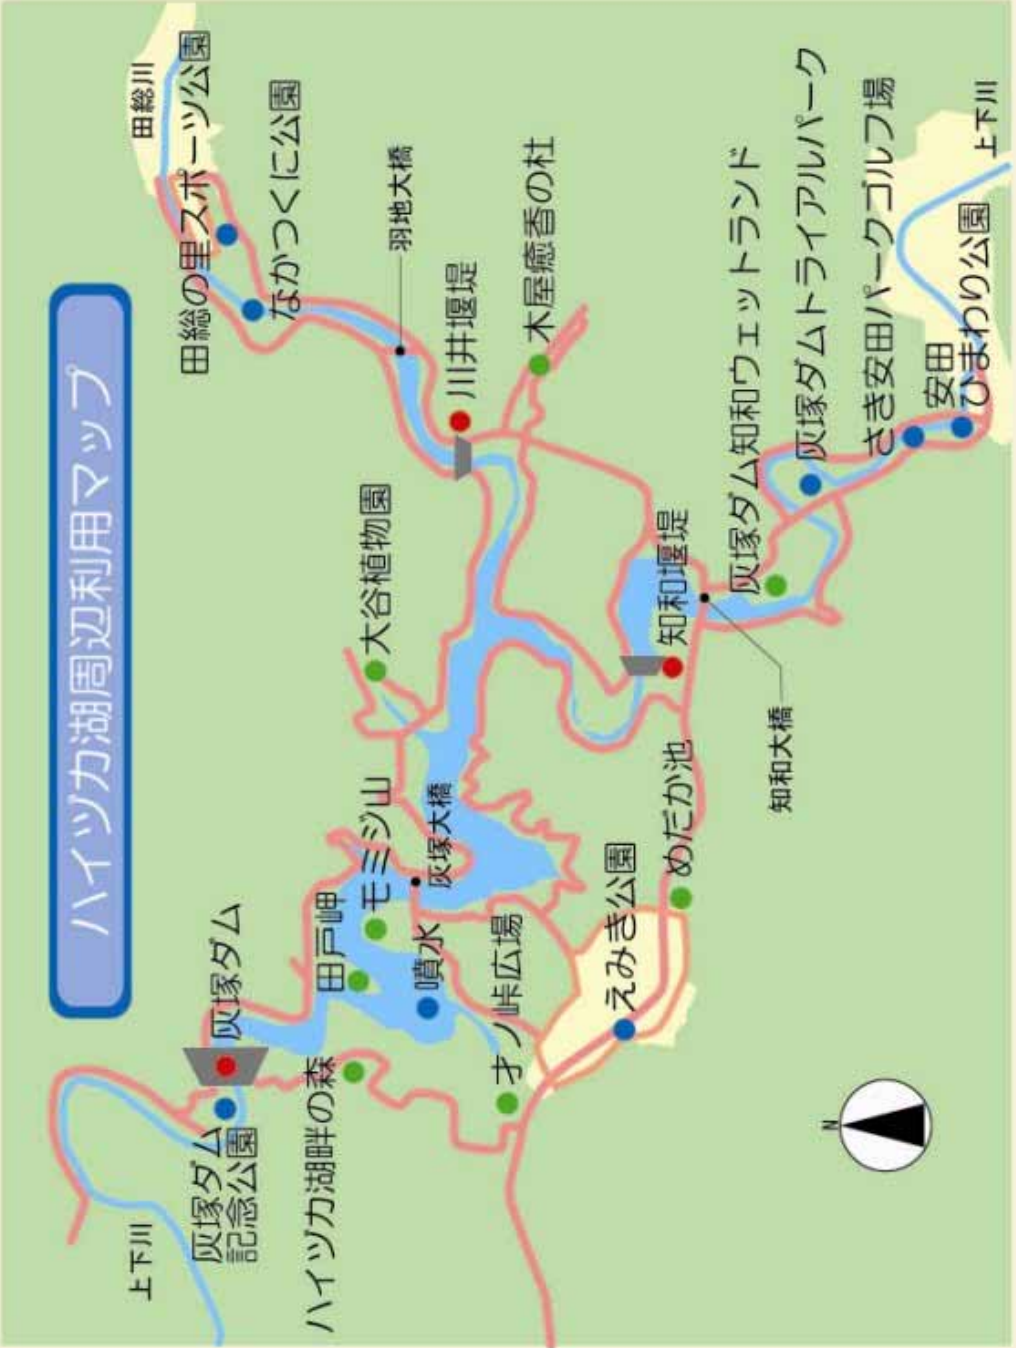 ハイヅカ湖周辺利用マップ
上下川
灰塚ダム
記念公園
灰塚ダム
ハイヅカ湖畔の森
田戸岬
モミジ山
噴水
灰塚大橋
才ノ峠広場
えみき公園
めだか池
大谷植物園
知和堰堤
知和大橋
川井堰堤
羽地大橋
木屋癒香の杜
田総川
田総の里スポーツ公園
なかつくに公園
灰塚ダム知和ウェットランド
灰塚ダムトライアルパーク
さき安田パークゴルフ場
安田
ひまわり公園
上下川
N